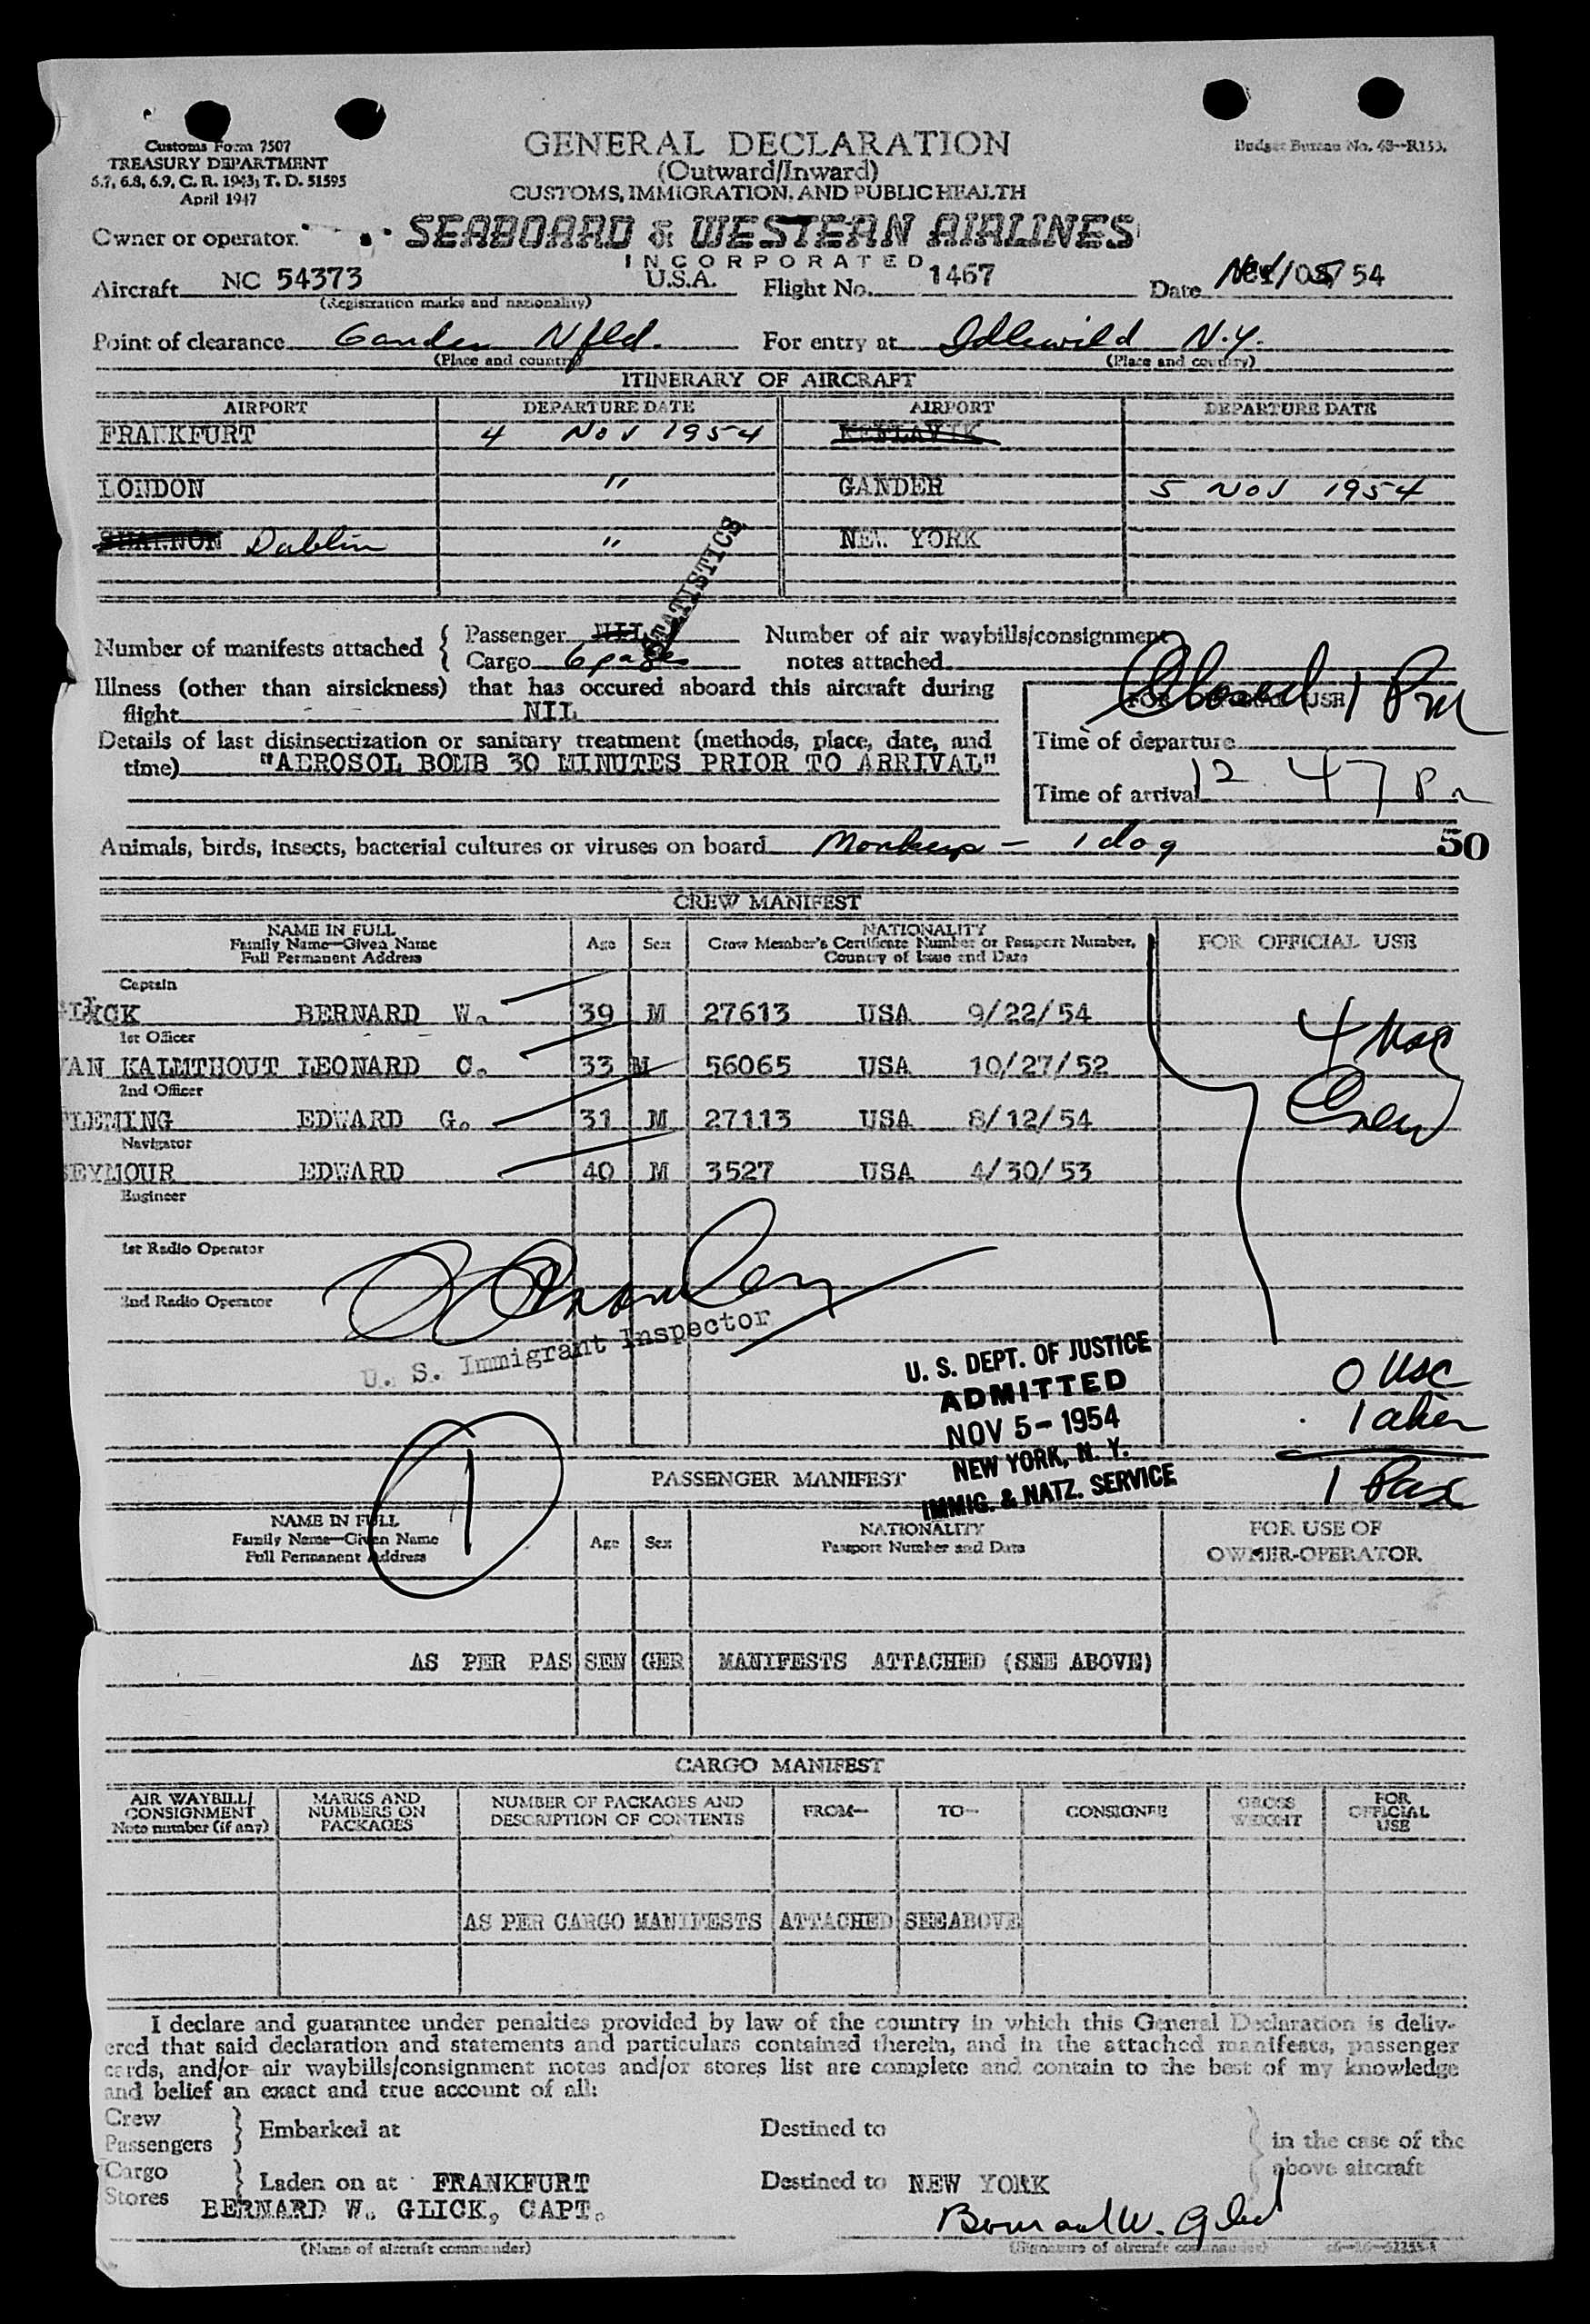 Customs Form 7507
TREASURY DEPARTMENT
6.7, 6.8, 6.9, C. R. 1943; T. D. 51595
April 1947
GENERAL DECLARATION
(Outward/Inward)
CUSTOMS, IMMIGRATION, AND PUBLIC HEALTH
Budget Bureau No. 48—R153.
Owner or operator
SEABOARD & WESTERN AIRLINES
INCORPORATED
Aircraft NC 54373 U.S.A. Flight No. 1467 Date Nov/05/54
(Registration marks and nationality)
Point of clearance Gander Nfld. For entry at Idlewild N.Y.
(Place and country) (Place and country)
ITINERARY OF AIRCRAFT
AIRPORT DEPARTURE DATE AIRPORT DEPARTURE DATE
FRANKFURT 4 Nov 1954 KEFLAVIK
LONDON " GANDER 5 Nov 1954
SHANNON Dublin " NEW YORK
STATISTICS
Number of manifests attached { Passenger NIL Number of air waybills/consignment
Cargo 6 pages notes attached
Illness (other than airsickness) that has occured aboard this aircraft during
flight NIL
FOR OFFICIAL USE
Closed 1 Pm
Details of last disinsectization or sanitary treatment (methods, place, date, and
time) "AEROSOL BOMB 30 MINUTES PRIOR TO ARRIVAL"
Time of departure
Time of arrival 12 47 Pm
Animals, birds, insects, bacterial cultures or viruses on board Monkeys - 1 dog 50
CREW MANIFEST
NAME IN FULL
Family Name—Given Name
Full Permanent Address
Age Sex
NATIONALITY
Crew Member's Certificate Number or Passport Number,
Country of Issue and Date
FOR OFFICIAL USE
Captain
BERNARD W. 39 M 27613 USA 9/22/54
1st Officer
VAN KALMTHOUT LEONARD C. 33 M 56065 USA 10/27/52
4 USC
Crew
2nd Officer
FLEMING EDWARD G. 31 M 27113 USA 8/12/54
Navigator
SEYMOUR EDWARD 40 M 3527 USA 4/30/53
Engineer
1st Radio Operator
2nd Radio Operator
U. S. Immigrant Inspector
U. S. DEPT. OF JUSTICE
ADMITTED
NOV 5 - 1954
NEW YORK, N. Y.
IMMIG. & NATZ. SERVICE
0 USC
1 alien
1 Pax
1
PASSENGER MANIFEST
NAME IN FULL
Family Name—Given Name
Full Permanent Address
Age Sex
NATIONALITY
Passport Number and Date
FOR USE OF
OWNER-OPERATOR
AS PER PASSENGER MANIFESTS ATTACHED (SEE ABOVE)
CARGO MANIFEST
AIR WAYBILL/
CONSIGNMENT
Note number (if any)
MARKS AND
NUMBERS ON
PACKAGES
NUMBER OF PACKAGES AND
DESCRIPTION OF CONTENTS
FROM—
TO—
CONSIGNEE
GROSS
WEIGHT
FOR
OFFICIAL
USE
AS PER CARGO MANIFESTS ATTACHED SEEABOVE
I declare and guarantee under penalties provided by law of the country in which this General Declaration is deliv-
ered that said declaration and statements and particulars contained therein, and in the attached manifests, passenger
cards, and/or air waybills/consignment notes and/or stores list are complete and contain to the best of my knowledge
and belief an exact and true account of all:
Crew
Passengers } Embarked at Destined to
in the case of the
above aircraft
Cargo
Stores } Laden on at FRANKFURT Destined to NEW YORK
BERNARD W. GLICK, CAPT. Bernard W. Glick
(Name of aircraft commander) (Signature of aircraft commander)